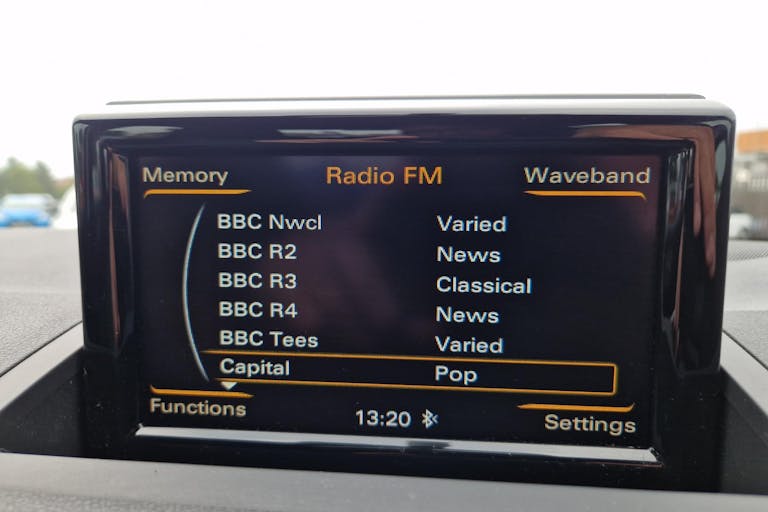 Memory Radio FM Waveband
BBC Nwcl Varied
BBC R2 News
BBC R3 Classical
BBC R4 News
BBC Tees Varied
Capital Pop
Functions 13:20 Settings